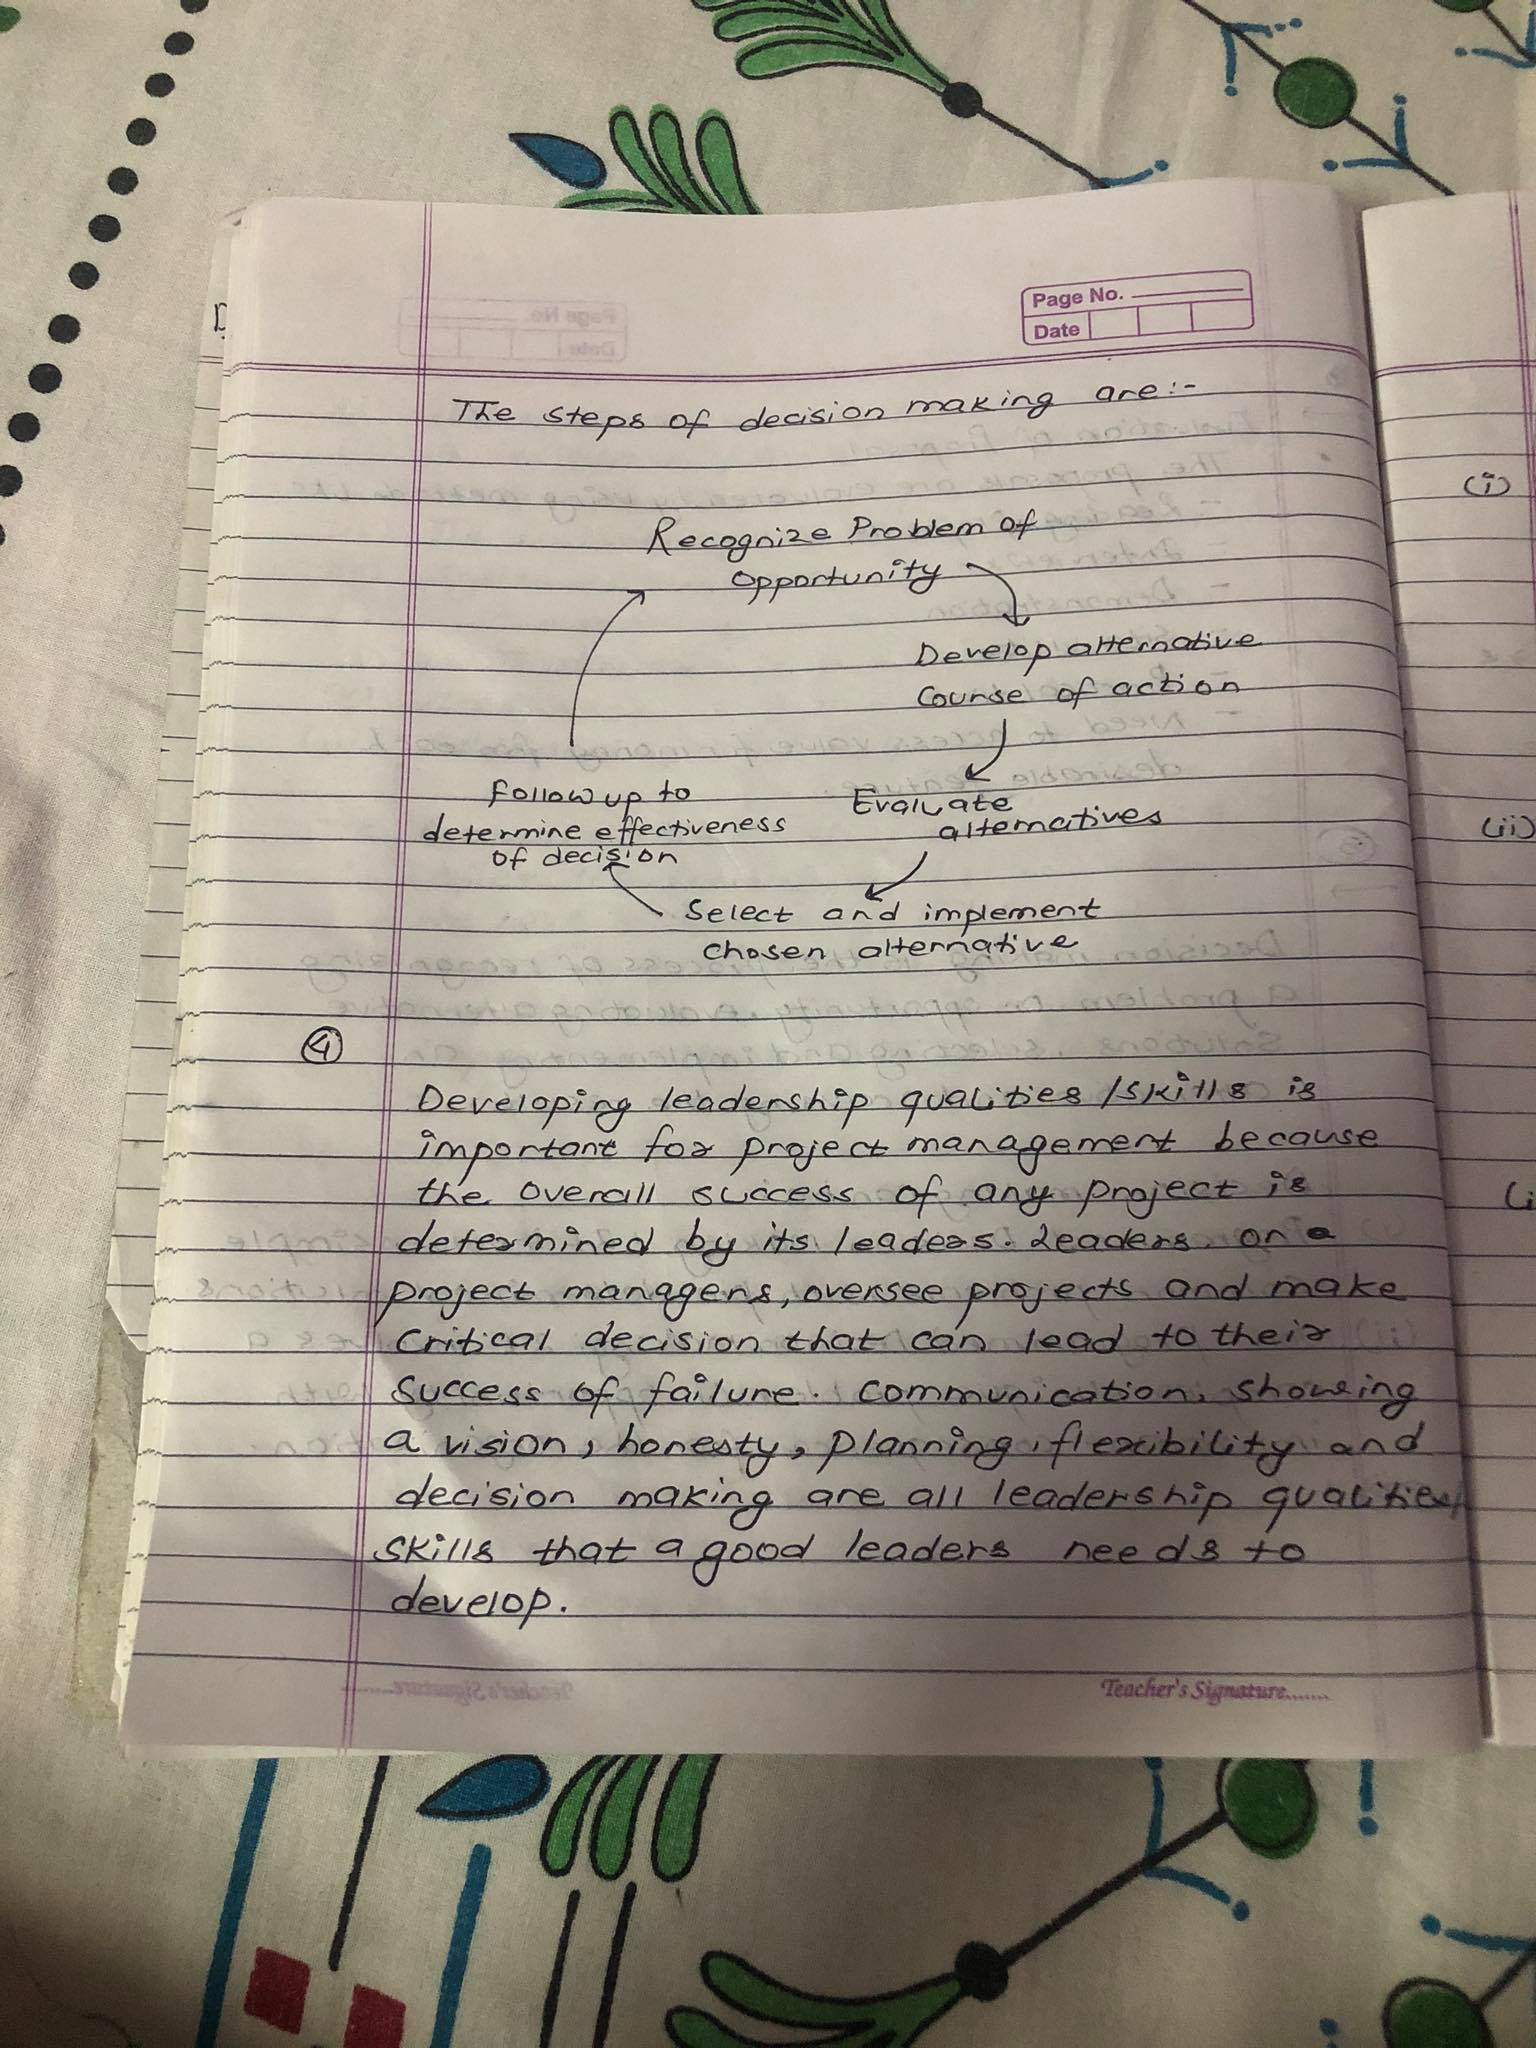 Page No.
Date
The steps of decision making are:-
Recognize Problem of
opportunity
Develop alternative
course of action
Follow up to
determine effectiveness
of decision
Evaluate
alternatives
Select and implement
chosen alternative
4
Developing leadership qualities /skills is
important for project management because
the overall success of any project is
determined by its leaders. Leaders or a
project managers, oversee projects and make
critical decision that can lead to their
success of failure. Communication, showing
a vision, honesty, planning, flexibility and
decision making are all leadership qualities/
skills that a good leaders needs to
develop.
Teacher's Signature........
(i)
(ii)